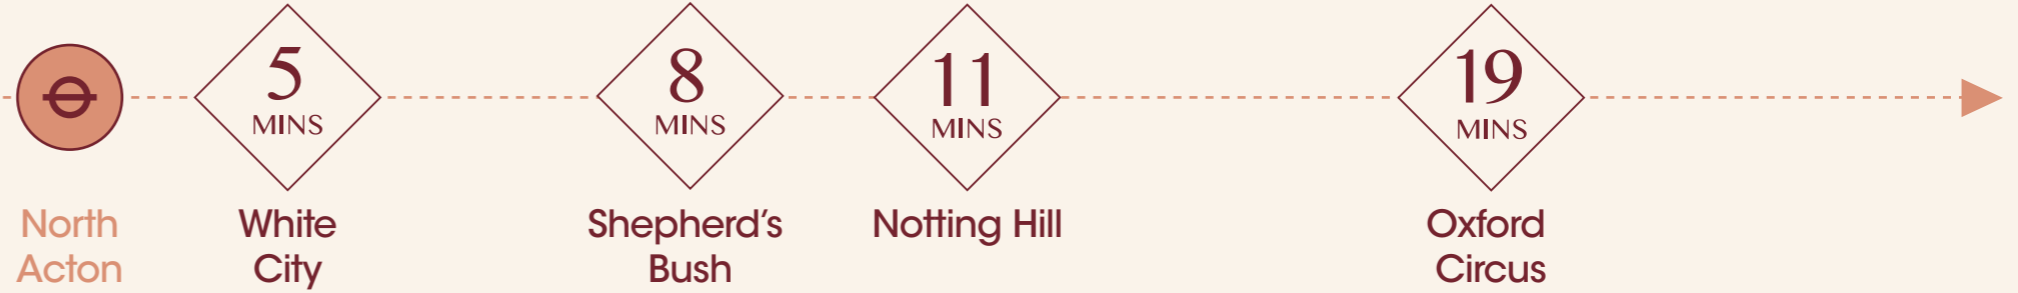 5
MINS
8
MINS
11
MINS
19
MINS
North
Acton
White
City
Shepherd’s
Bush
Notting Hill
Oxford
Circus